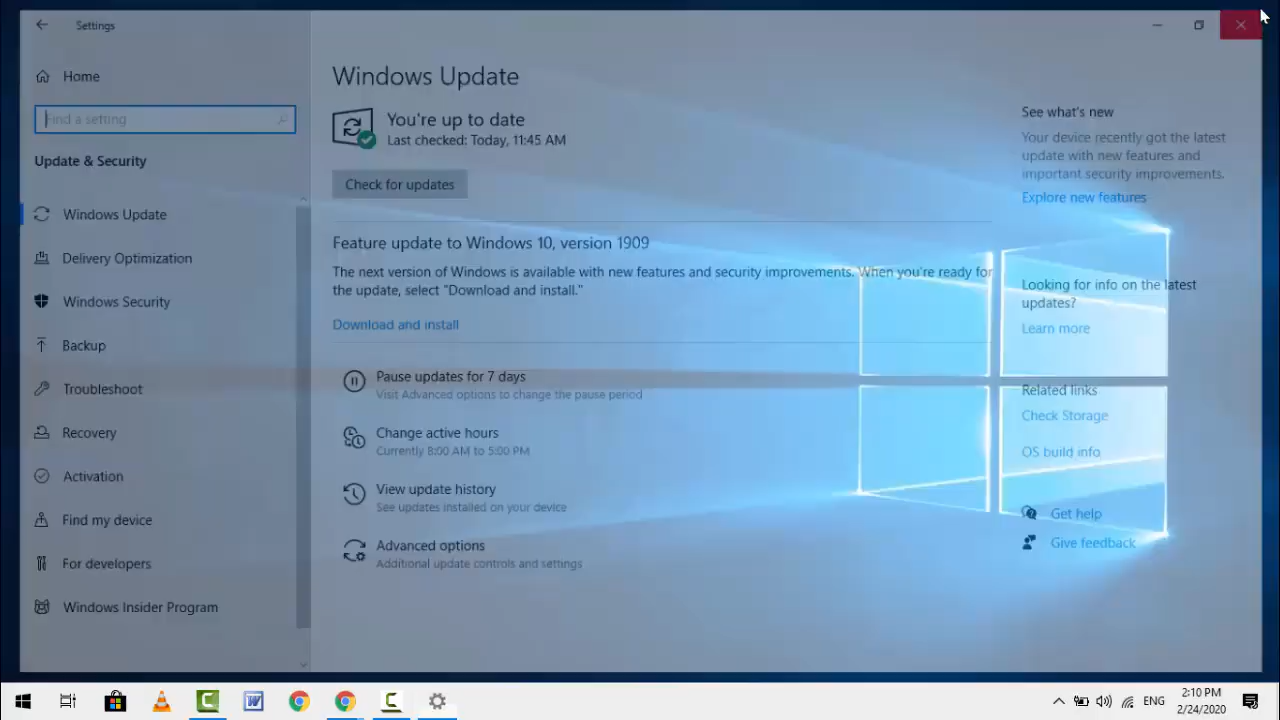 Settings
Home
Find a setting
Update & Security
Windows Update
Delivery Optimization
Windows Security
Backup
Troubleshoot
Recovery
Activation
Find my device
For developers
Windows Insider Program
Windows Update
You're up to date
Last checked: Today, 11:45 AM
Check for updates
Feature update to Windows 10, version 1909
The next version of Windows is available with new features and security improvements. When you're ready for
the update, select "Download and install."
Download and install
Pause updates for 7 days
Visit Advanced options to change the pause period
Change active hours
Currently 8:00 AM to 5:00 PM
View update history
See updates installed on your device
Advanced options
Additional update controls and settings
See what's new
Your device recently got the latest
update with new features and
important security improvements.
Explore new features
Looking for info on the latest
updates?
Learn more
Related links
Check Storage
OS build info
Get help
Give feedback
ENG
2:10 PM
2/24/2020